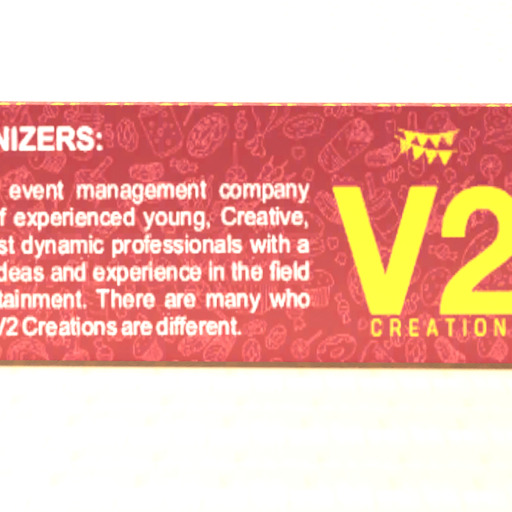 NIZERS:
event management company
f experienced young, Creative,
st dynamic professionals with a
deas and experience in the field
tainment. There are many who
V2 Creations are different.
V2
CREATION